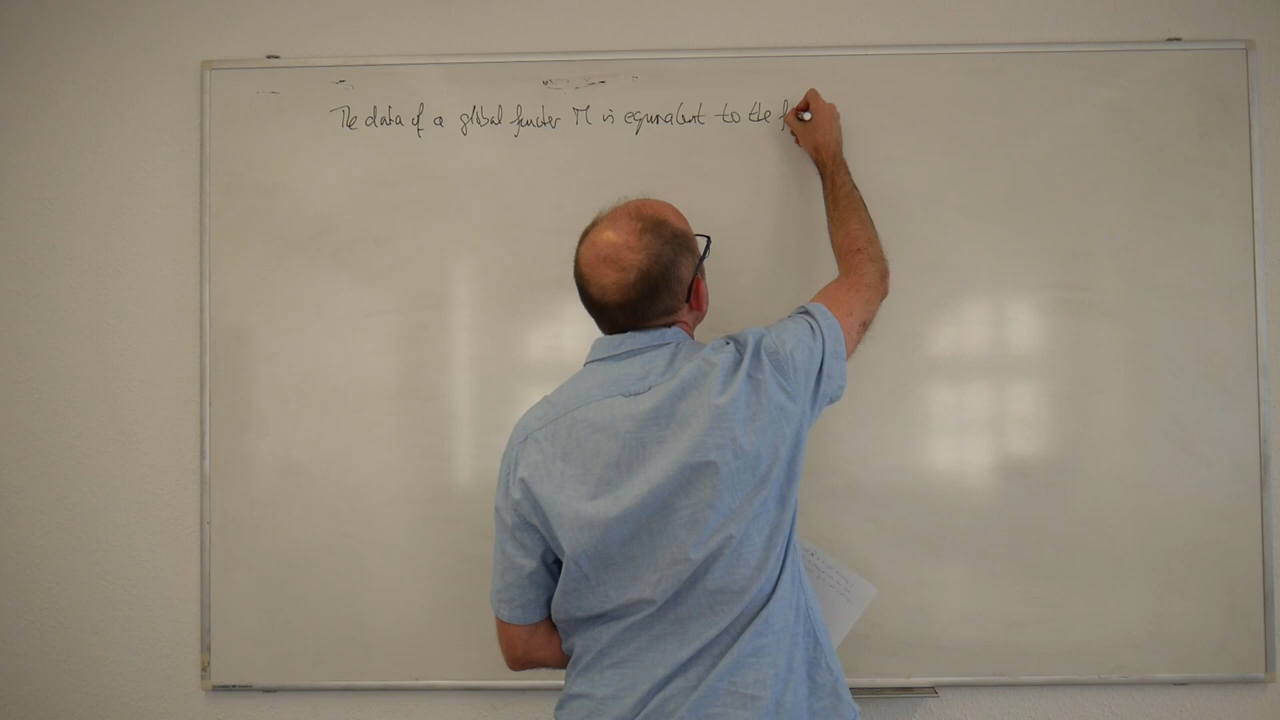 The data of a global functor M is equivalent to the f